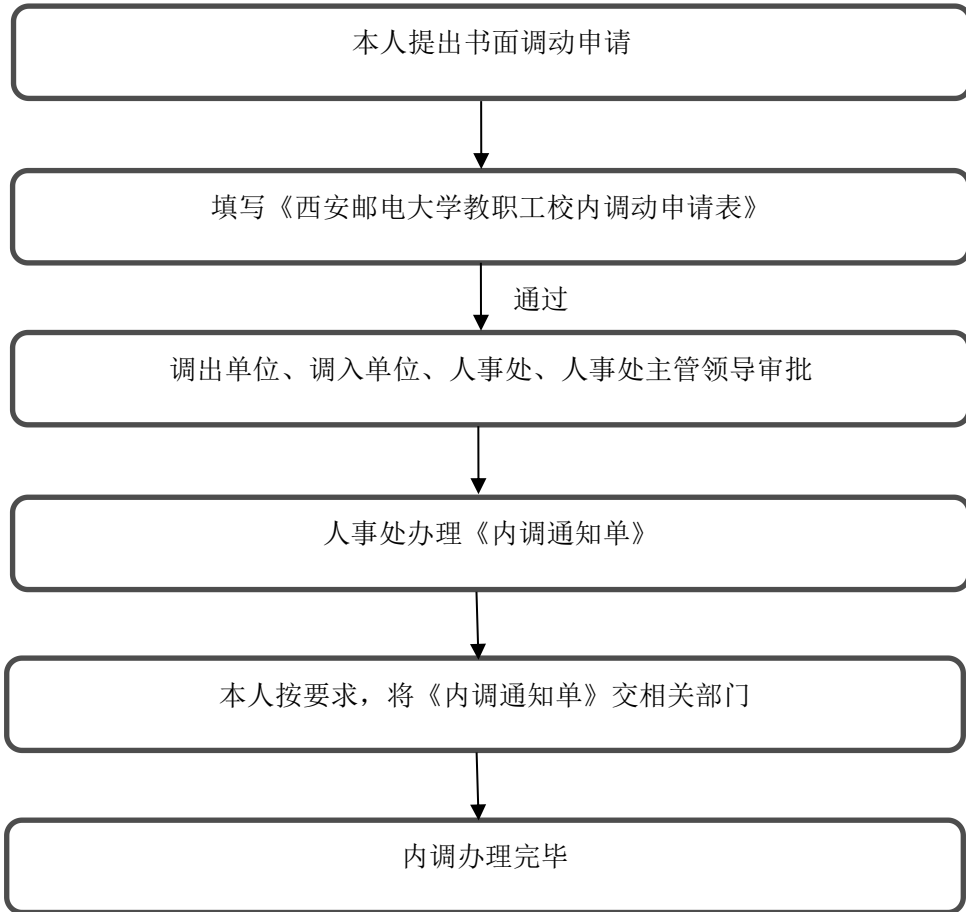 本人提出书面调动申请
填写《西安邮电大学教职工校内调动申请表》
通过
调出单位、调入单位、人事处、人事处主管领导审批
人事处办理《内调通知单》
本人按要求，将《内调通知单》交相关部门
内调办理完毕